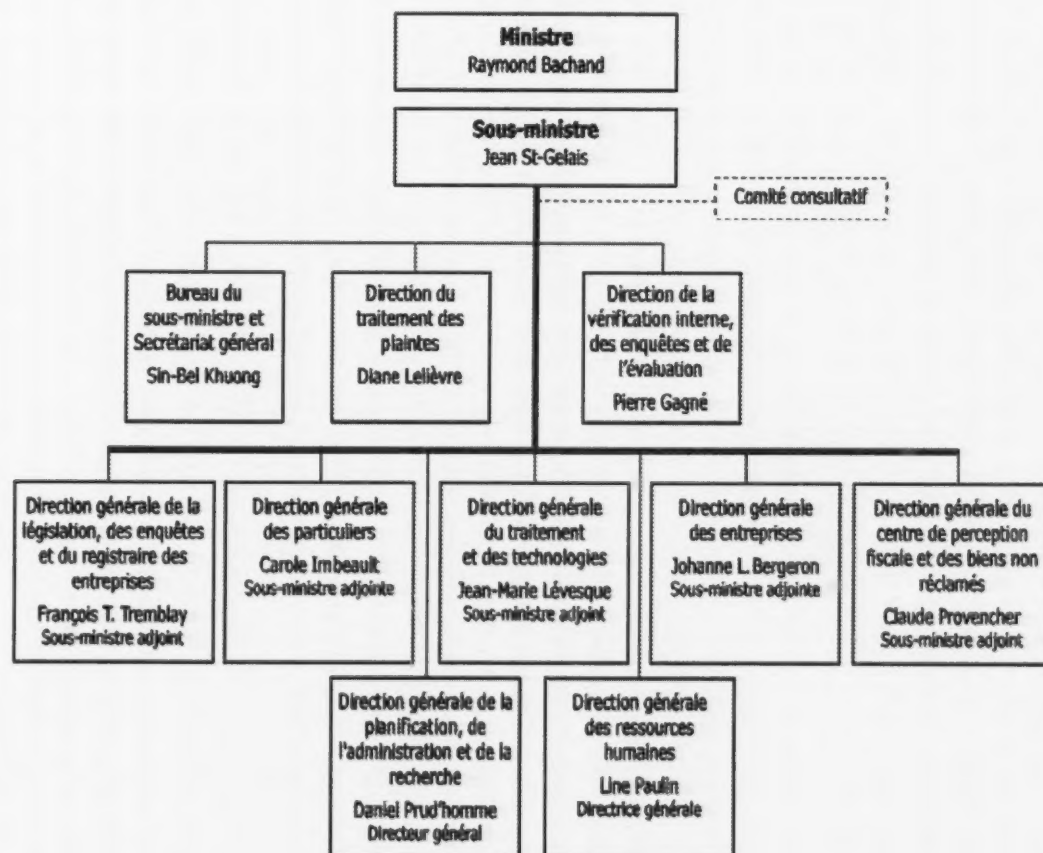 Ministre
Raymond Bachand
Sous-ministre
Jean St-Gelais
Comité consultatif
Bureau du
sous-ministre et
Secrétariat général
Sin-Bel Khuong
Direction du
traitement des
plaintes
Diane Lelièvre
Direction de la
vérification interne,
des enquêtes et de
l'évaluation
Pierre Gagné
Direction générale de la
législation, des enquêtes
et du registraire des
entreprises
François T. Tremblay
Sous-ministre adjoint
Direction générale
des particuliers
Carole Imbeault
Sous-ministre adjointe
Direction générale
du traitement
et des technologies
Jean-Marie Lévesque
Sous-ministre adjoint
Direction générale
des entreprises
Johanne L. Bergeron
Sous-ministre adjointe
Direction générale du
centre de perception
fiscale et des biens non
réclamés
Claude Provencher
Sous-ministre adjoint
Direction générale de la
planification, de
l'administration et de la
recherche
Daniel Prud'homme
Directeur général
Direction générale
des ressources
humaines
Line Paulin
Directrice générale